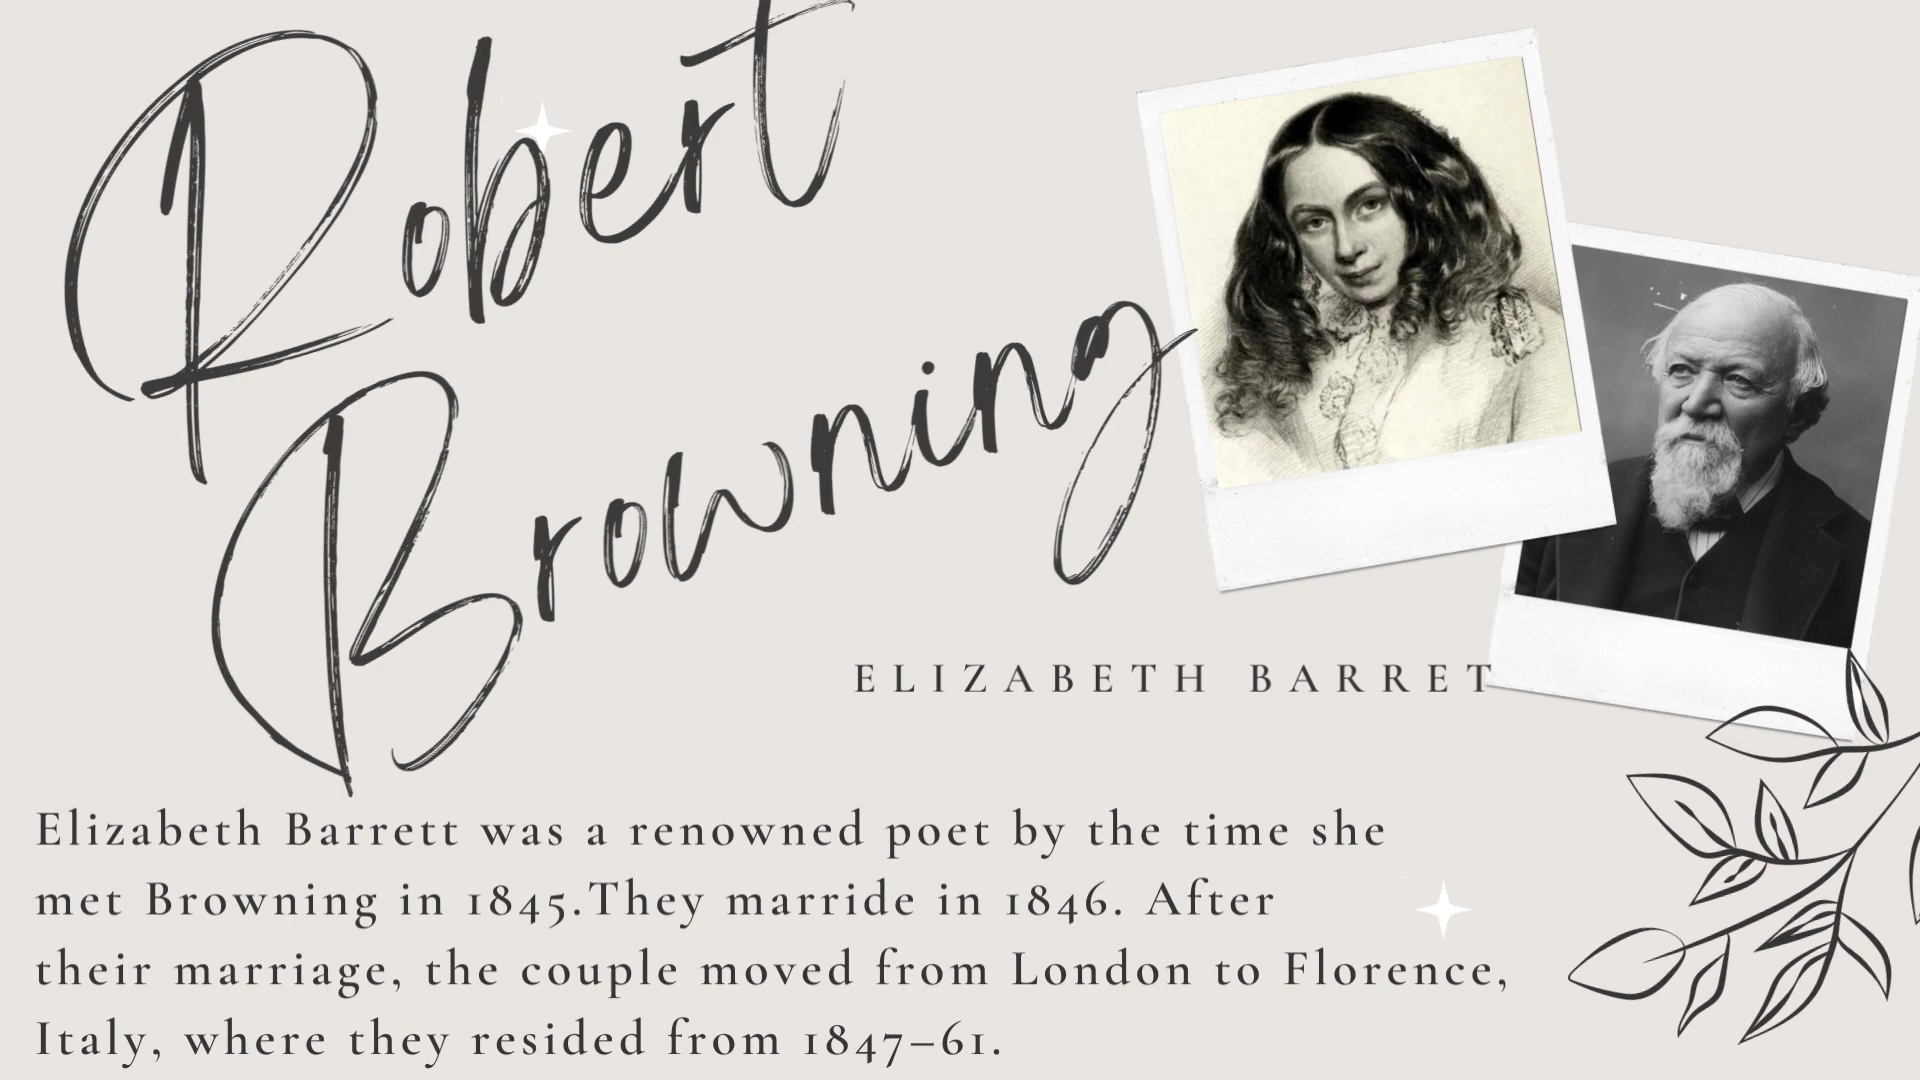 Robert
Browning
ELIZABETH BARRET
Elizabeth Barrett was a renowned poet by the time she
met Browning in 1845.They marride in 1846. After
their marriage, the couple moved from London to Florence,
Italy, where they resided from 1847–61.